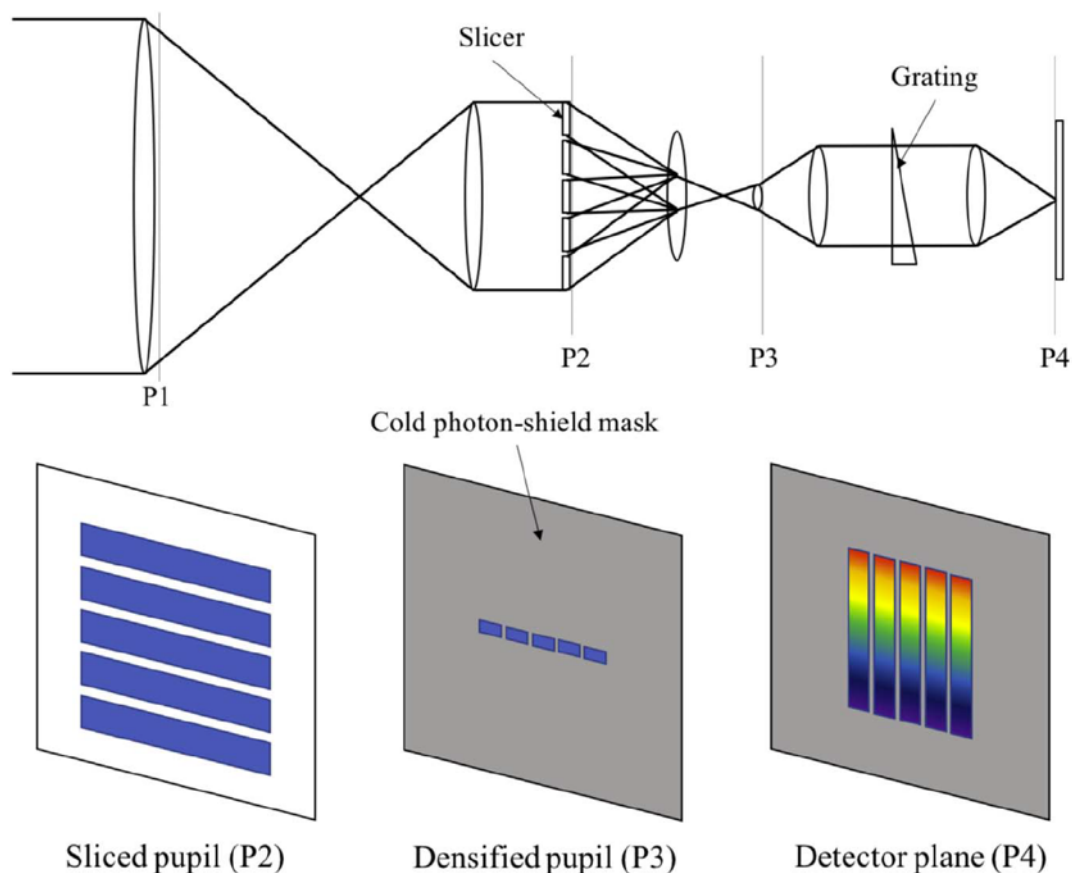 Slicer
Grating
P1
P2
P3
P4
Cold photon-shield mask
Sliced pupil (P2)
Densified pupil (P3)
Detector plane (P4)